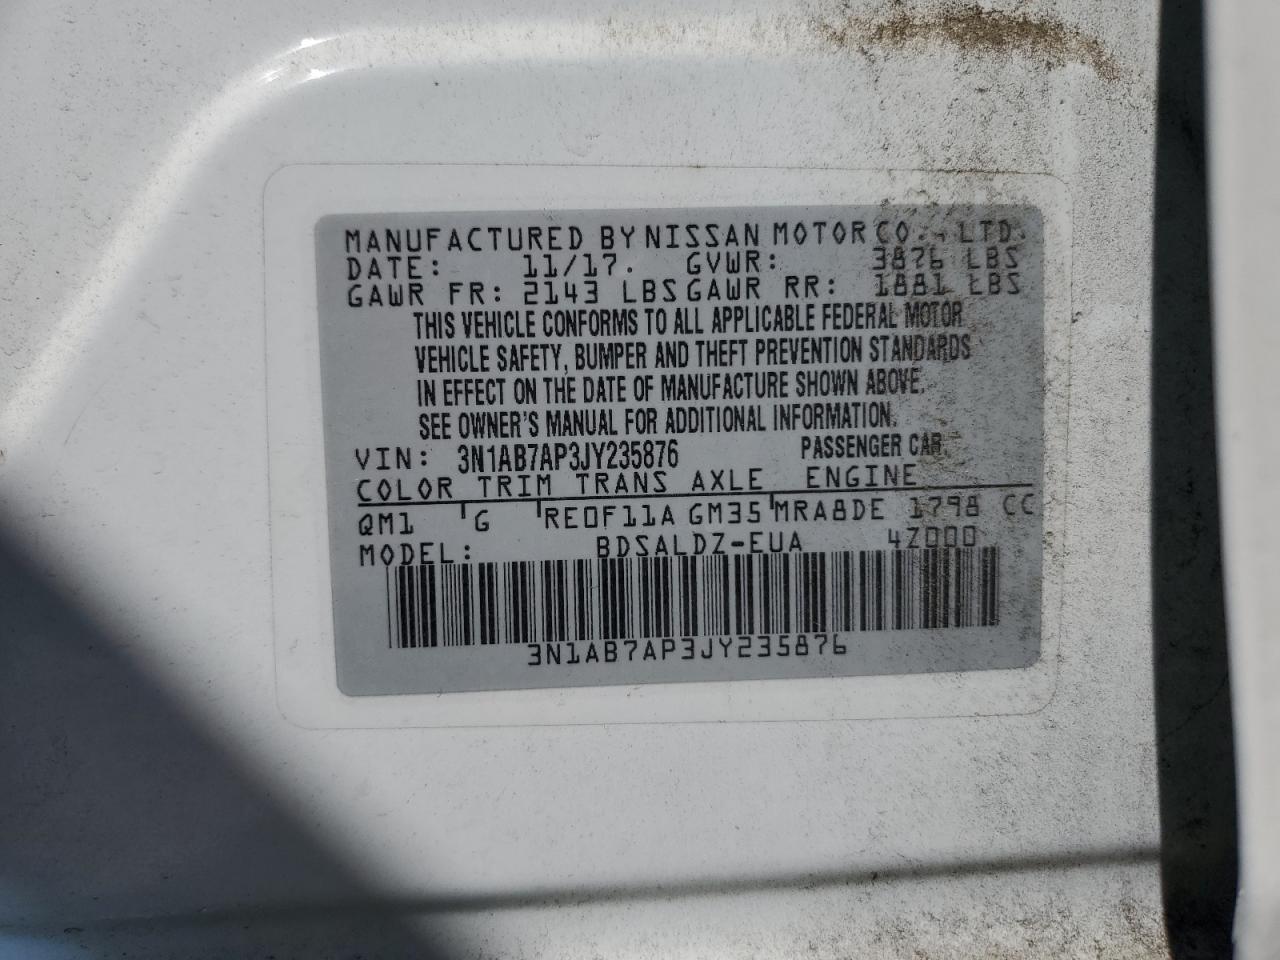 MANUFACTURED BY NISSAN MOTOR CO., LTD.
DATE: 11/17. GVWR: 3876 LBS
GAWR FR: 2143 LBS GAWR RR: 1881 LBS
THIS VEHICLE CONFORMS TO ALL APPLICABLE FEDERAL MOTOR
VEHICLE SAFETY, BUMPER AND THEFT PREVENTION STANDARDS
IN EFFECT ON THE DATE OF MANUFACTURE SHOWN ABOVE.
SEE OWNER'S MANUAL FOR ADDITIONAL INFORMATION.
VIN: 3N1AB7AP3JY235876 PASSENGER CAR
COLOR TRIM TRANS AXLE ENGINE
QM1 G RE0F11A GM35 MRA8DE 1798 CC
MODEL: BDSALDZ-EUA 4Z000
3N1AB7AP3JY235876